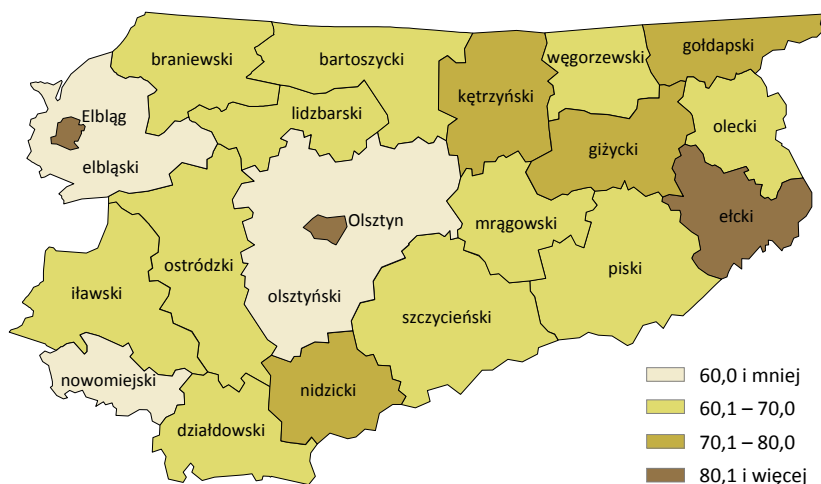 gołdapski
braniewski
bartoszycki
węgorzewski
kętrzyński
Elbląg
lidzbarski
olecki
elbląski
giżycki
Olsztyn
mrągowski
ełcki
ostródzki
piski
iławski
olsztyński
szczycieński
nowomiejski
nidzicki
działdowski
60,0 i mniej
60,1 – 70,0
70,1 – 80,0
80,1 i więcej